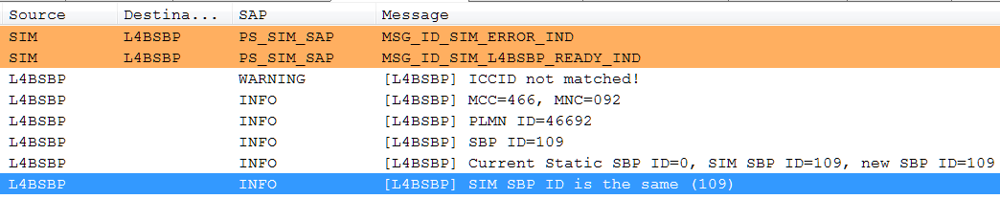 Source Destina... SAP Message
SIM L4BSBP PS_SIM_SAP MSG_ID_SIM_ERROR_IND
SIM L4BSBP PS_SIM_SAP MSG_ID_SIM_L4BSBP_READY_IND
L4BSBP WARNING [L4BSBP] ICCID not matched!
L4BSBP INFO [L4BSBP] MCC=466, MNC=092
L4BSBP INFO [L4BSBP] PLMN ID=46692
L4BSBP INFO [L4BSBP] SBP ID=109
L4BSBP INFO [L4BSBP] Current Static SBP ID=0, SIM SBP ID=109, new SBP ID=109
L4BSBP INFO [L4BSBP] SIM SBP ID is the same (109)